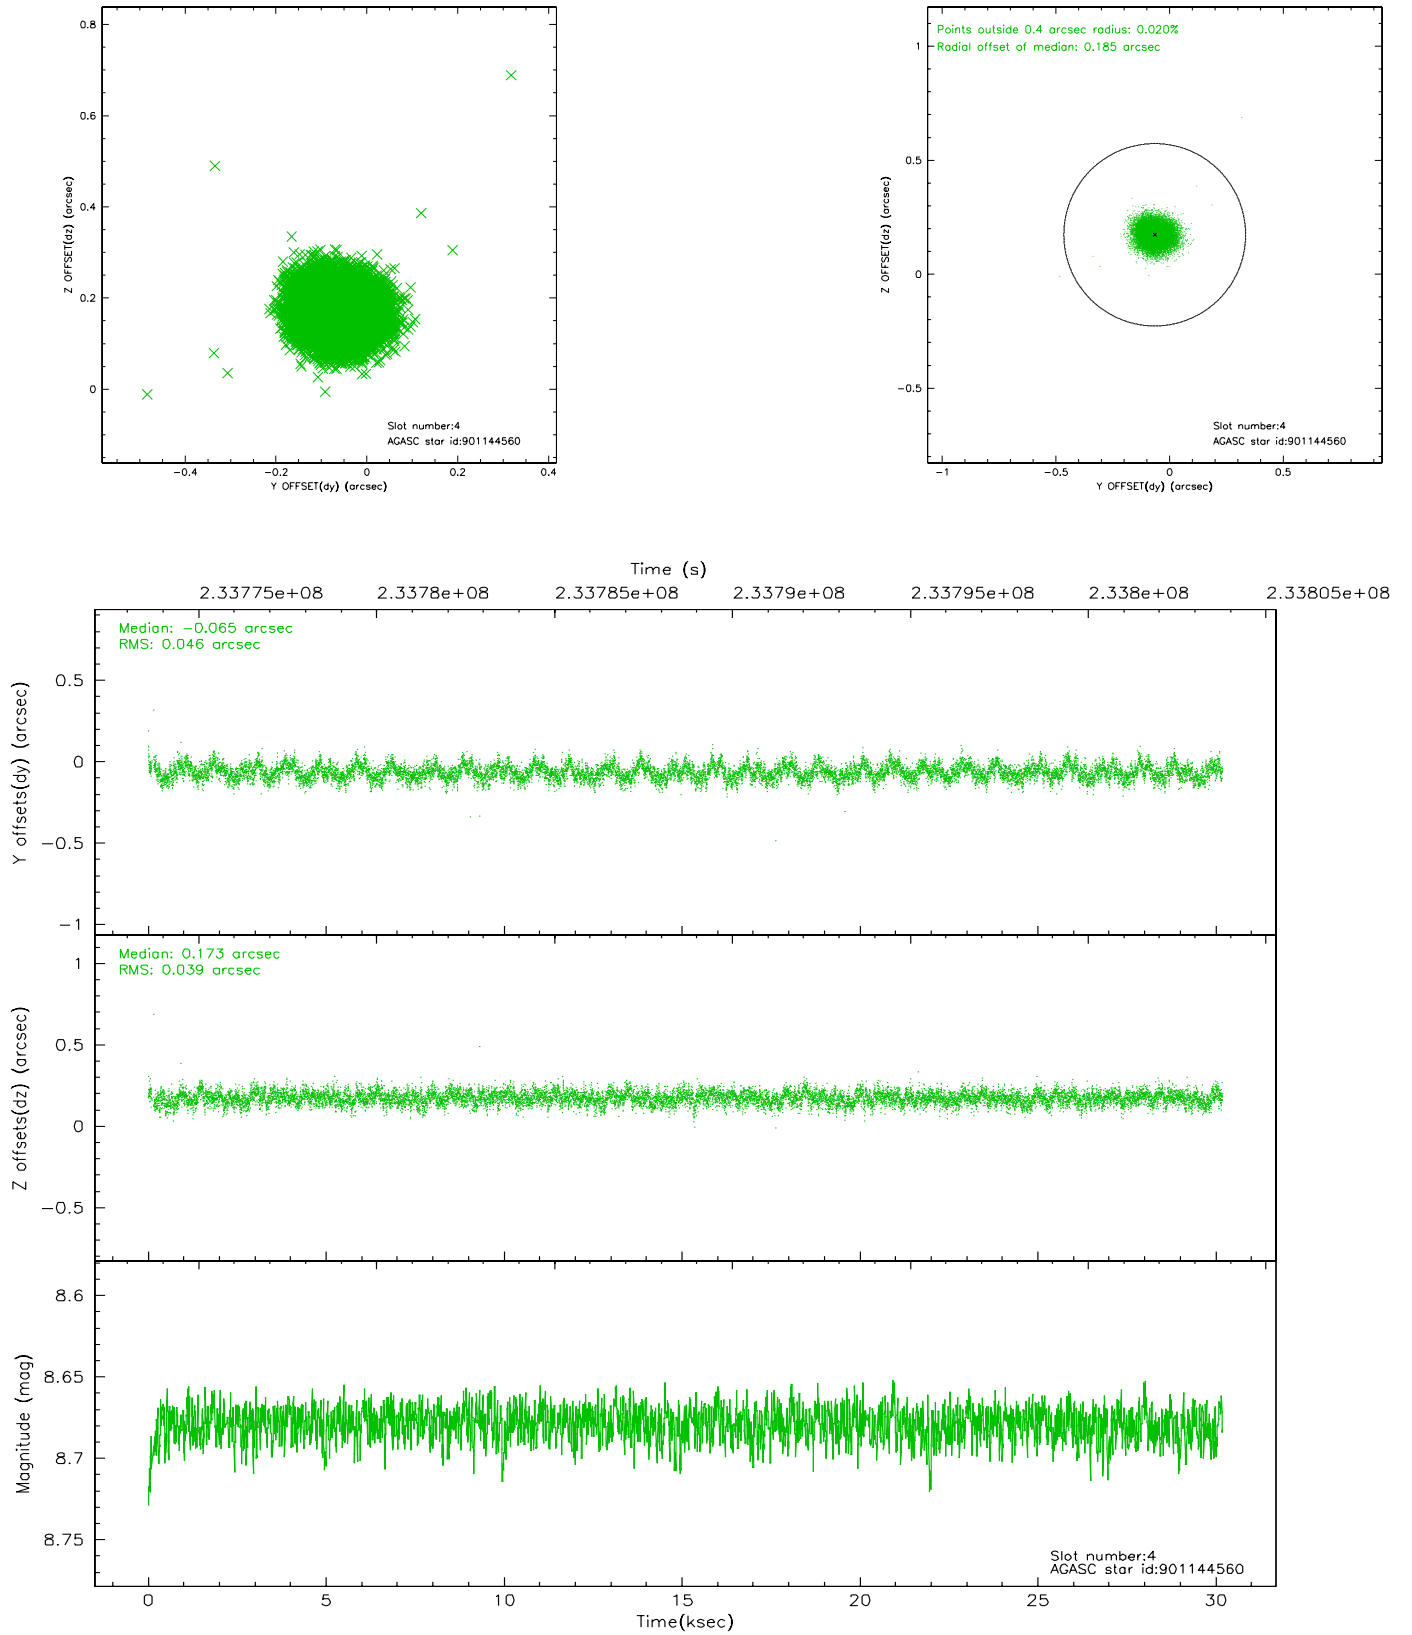 0.8
0.6
0.4
0.2
0
Z OFFSET(dz) (arcsec)
Slot number:4
AGASC star id:901144560
−0.4 −0.2 0 0.2 0.4
Y OFFSET(dy) (arcsec)
Points outside 0.4 arcsec radius: 0.020%
Radial offset of median: 0.185 arcsec
1
0.5
0
−0.5
Z OFFSET(dz) (arcsec)
Slot number:4
AGASC star id:901144560
−1 −0.5 0 0.5
Y OFFSET(dy) (arcsec)
Time (s)
2.33775e+08 2.3378e+08 2.33785e+08 2.3379e+08 2.33795e+08 2.338e+08 2.33805e+08
Median: −0.065 arcsec
RMS: 0.046 arcsec
0.5
0
−0.5
−1
Y offsets(dy) (arcsec)
Median: 0.173 arcsec
RMS: 0.039 arcsec
1
0.5
0
−0.5
Z offsets(dz) (arcsec)
8.6
8.65
8.7
8.75
Magnitude (mag)
Slot number:4
AGASC star id:901144560
0 5 10 15 20 25 30
Time(ksec)